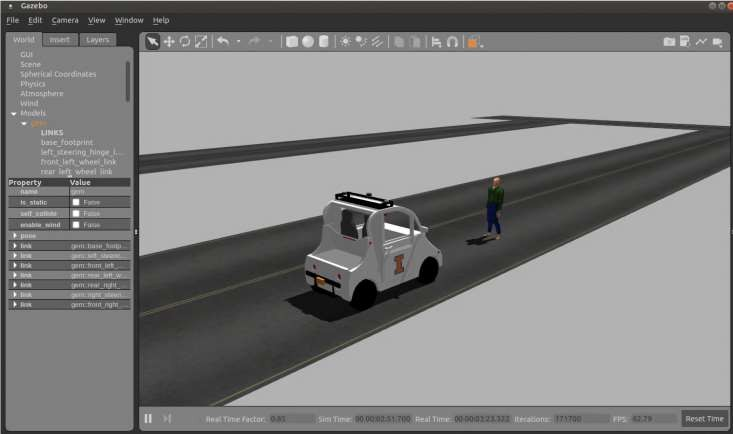 Gazebo
File Edit Camera View Window Help
World Insert Layers
GUI
Scene
Spherical Coordinates
Physics
Atmosphere
Wind
Models
gem
LINKS
base_footprint
left_steering_hinge_l...
front_left_wheel_link
rear_left_wheel_link
Property Value
name gem
is_static False
self_collide False
enable_wind False
pose
link gem::base_footp...
link gem::left_steerin...
link gem::front_left_...
link gem::rear_left_w...
link gem::rear_right_...
link gem::right_steeri...
link gem::front_right_...
I
Real Time Factor: 0.85 Sim Time: 00 00:02:51.700 Real Time: 00 00:03:23.322 Iterations: 171700 FPS: 62.79 Reset Time